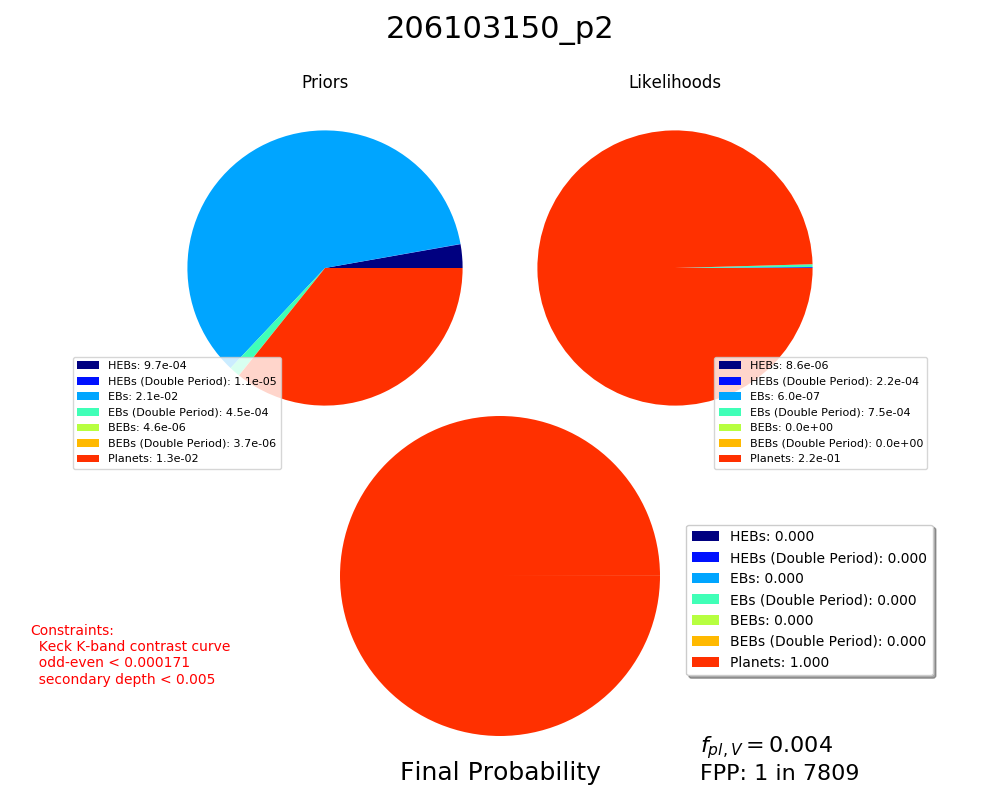 206103150_p2
Priors
Likelihoods
HEBs: 9.7e-04
HEBs (Double Period): 1.1e-05
EBs: 2.1e-02
EBs (Double Period): 4.5e-04
BEBs: 4.6e-06
BEBs (Double Period): 3.7e-06
Planets: 1.3e-02
HEBs: 8.6e-06
HEBs (Double Period): 2.2e-04
EBs: 6.0e-07
EBs (Double Period): 7.5e-04
BEBs: 0.0e+00
BEBs (Double Period): 0.0e+00
Planets: 2.2e-01
HEBs: 0.000
HEBs (Double Period): 0.000
EBs: 0.000
EBs (Double Period): 0.000
BEBs: 0.000
BEBs (Double Period): 0.000
Planets: 1.000
Constraints:
Keck K-band contrast curve
odd-even < 0.000171
secondary depth < 0.005
Final Probability
f_{pl,V} = 0.004
FPP: 1 in 7809